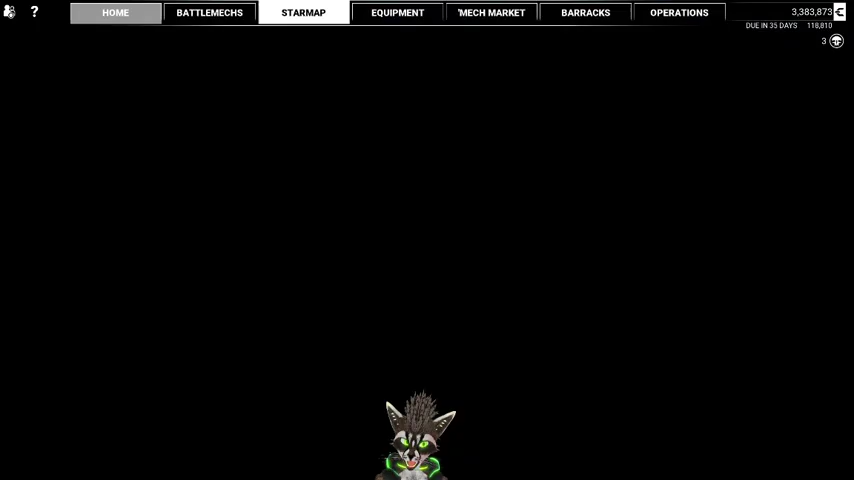 ? HOME BATTLEMECHS STARMAP EQUIPMENT 'MECH MARKET BARRACKS OPERATIONS 3,383,873
DUE IN 35 DAYS 118,810
3